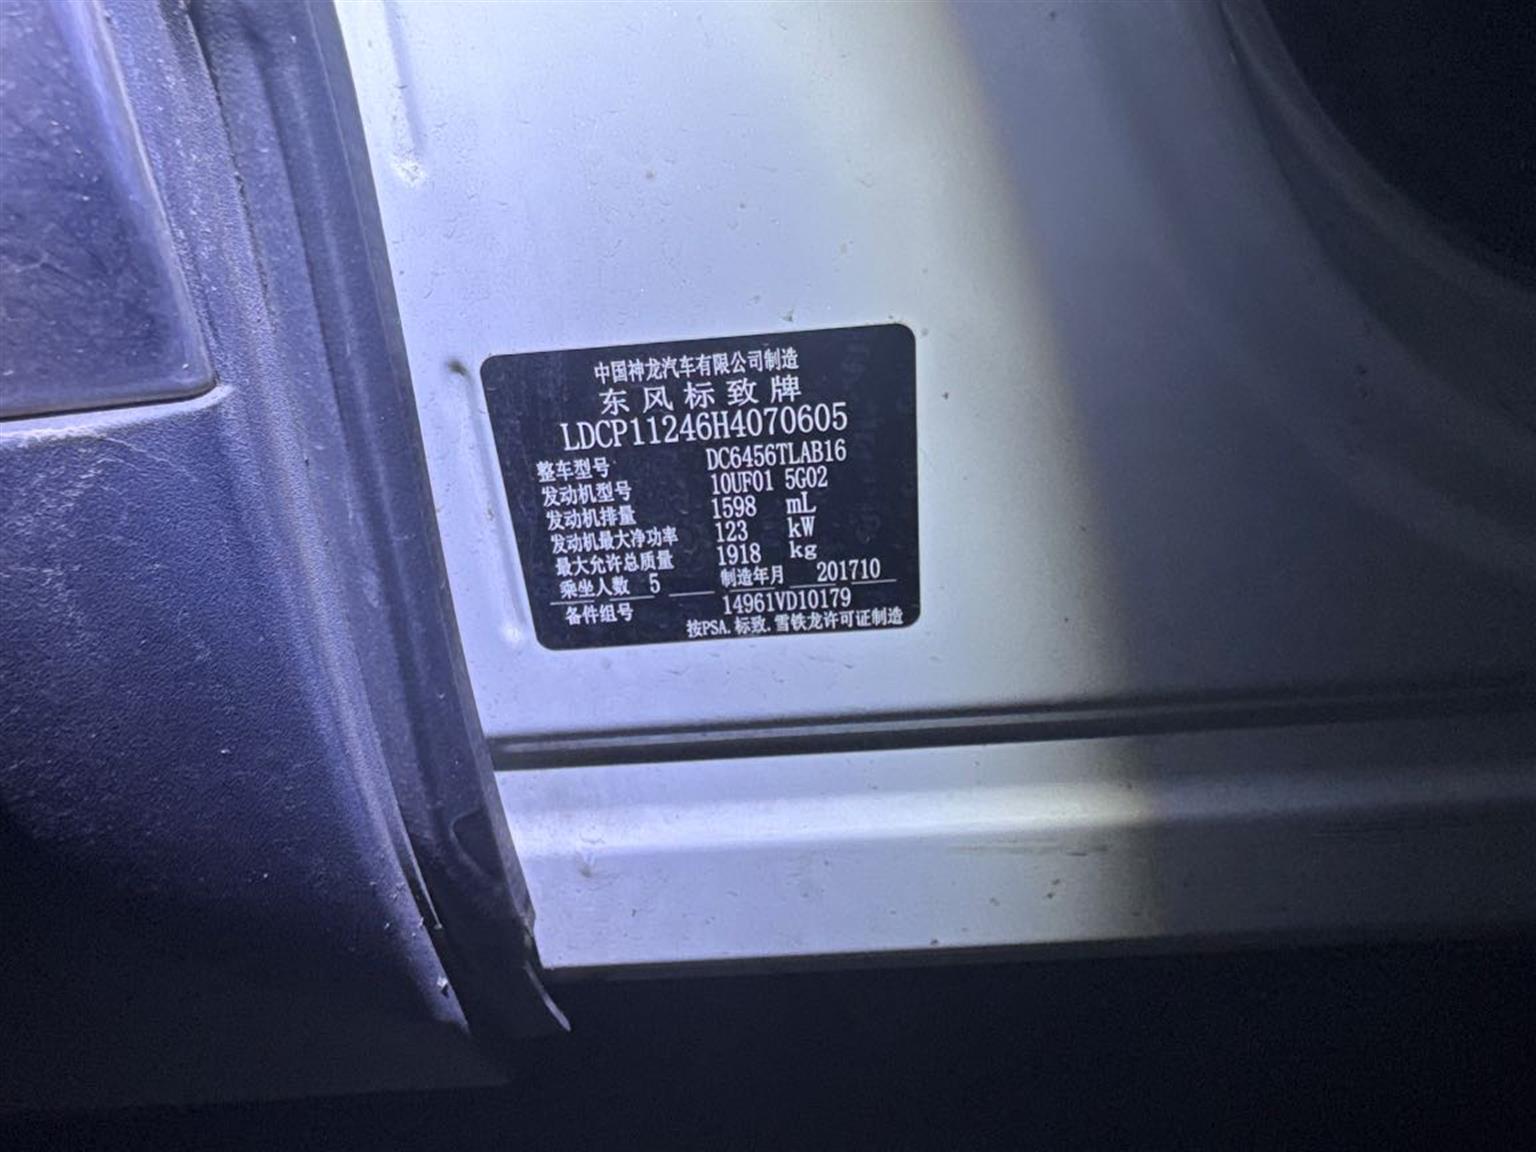 中国神龙汽车有限公司制造
东风标致牌
LDCP11246H4070605
整车型号 DC6456TLAB16
发动机型号 10UF01 5G02
发动机排量 1598 mL
发动机最大净功率 123 kW
最大允许总质量 1918 kg
乘坐人数 5 制造年月 201710
备件组号 14961VD10179
按PSA.标致.雪铁龙许可证制造